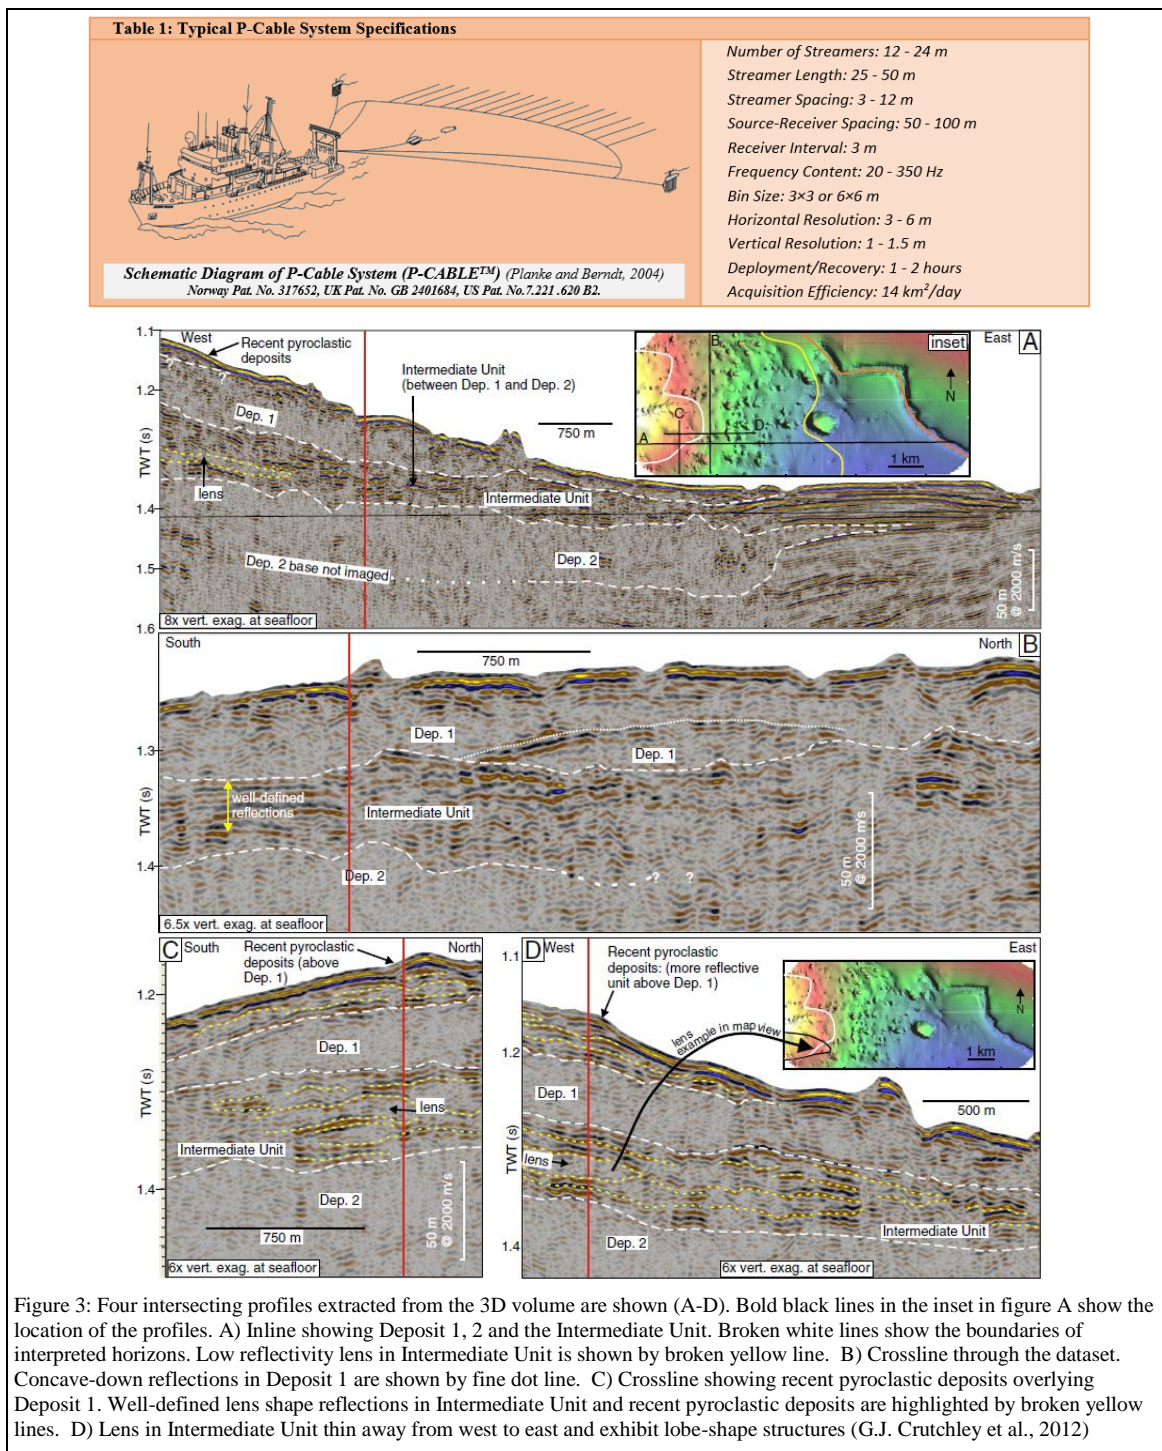 Table 1: Typical P-Cable System Specifications
Number of Streamers: 12 - 24 m
Streamer Length: 25 - 50 m
Streamer Spacing: 3 - 12 m
Source-Receiver Spacing: 50 - 100 m
Receiver Interval: 3 m
Frequency Content: 20 - 350 Hz
Bin Size: 3×3 or 6×6 m
Horizontal Resolution: 3 - 6 m
Vertical Resolution: 1 - 1.5 m
Deployment/Recovery: 1 - 2 hours
Acquisition Efficiency: 14 km²/day
Schematic Diagram of P-Cable System (P-CABLE™) (Planke and Berndt, 2004)
Norway Pat. No. 317652, UK Pat. No. GB 2401684, US Pat. No.7.221 .620 B2.
1.1
West
Recent pyroclastic
deposits
B
inset
East
A
1.2
?
Intermediate Unit
(between Dep. 1 and Dep. 2)
N
Dep. 1
750 m
C
D
A
1.3
TWT (s)
1 km
lens
Intermediate Unit
1.4
Dep. 2
Dep. 2 base not imaged
1.5
50 m
@ 2000 m/s
8x vert. exag. at seafloor
1.6
South
750 m
North
B
Dep. 1
1.3
Dep. 1
well-defined
reflections
TWT (s)
Intermediate Unit
50 m
@ 2000 m/s
1.4
Dep. 2
-?
?
6.5x vert. exag. at seafloor
C
South
Recent pyroclastic
deposits (above
Dep. 1)
North
1.2
Dep. 1
TWT (s)
lens
Intermediate Unit
1.4
Dep. 2
750 m
50 m
@ 2000 m/s
6x vert. exag. at seafloor
D
West
1.1
Recent pyroclastic
deposits: (more reflective
unit above Dep. 1)
East
lens
example in map view
N
1 km
1.2
Dep. 1
500 m
TWT (s)
lens
Intermediate Unit
1.4
Dep. 2
6x vert. exag. at seafloor
Figure 3: Four intersecting profiles extracted from the 3D volume are shown (A-D). Bold black lines in the inset in figure A show the
location of the profiles. A) Inline showing Deposit 1, 2 and the Intermediate Unit. Broken white lines show the boundaries of
interpreted horizons. Low reflectivity lens in Intermediate Unit is shown by broken yellow line. B) Crossline through the dataset.
Concave-down reflections in Deposit 1 are shown by fine dot line. C) Crossline showing recent pyroclastic deposits overlying
Deposit 1. Well-defined lens shape reflections in Intermediate Unit and recent pyroclastic deposits are highlighted by broken yellow
lines. D) Lens in Intermediate Unit thin away from west to east and exhibit lobe-shape structures (G.J. Crutchley et al., 2012)